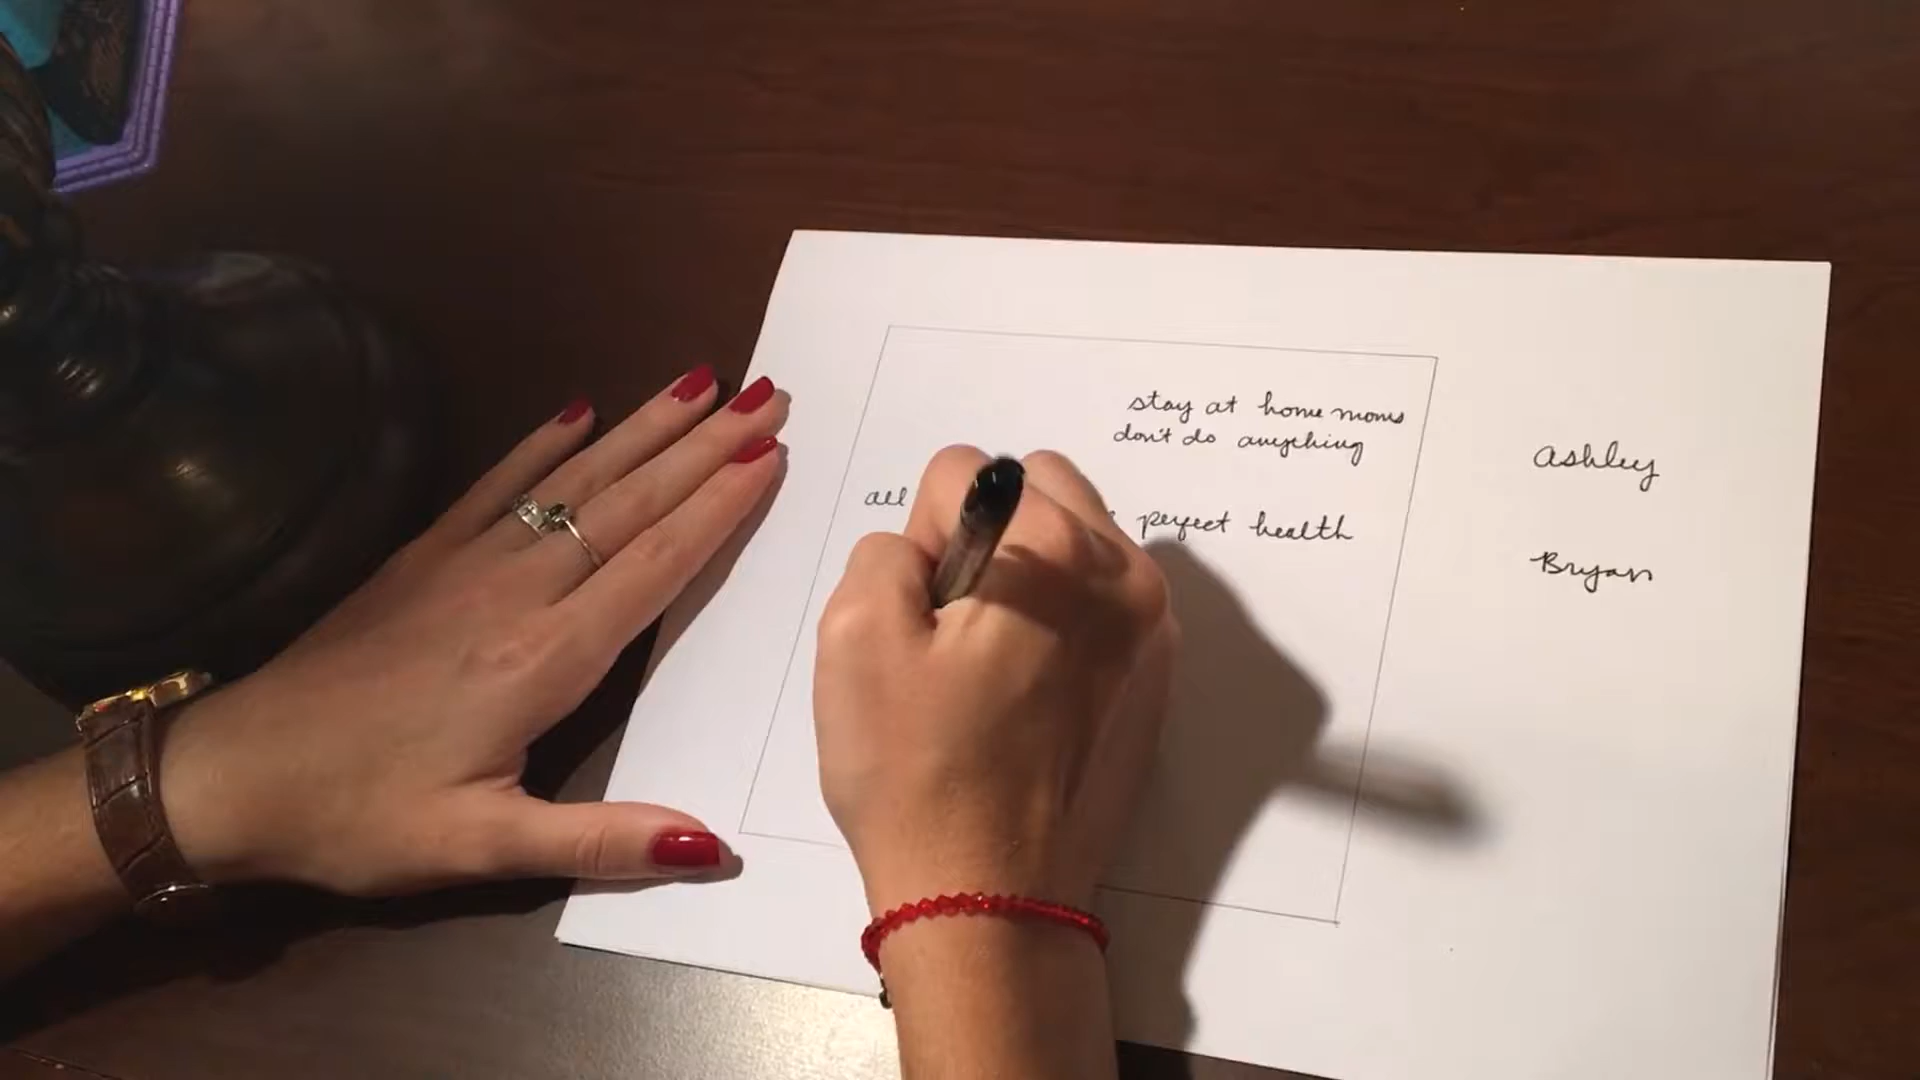 stay at home moms
don't do anything
Ashley
all perfect health
Bryan